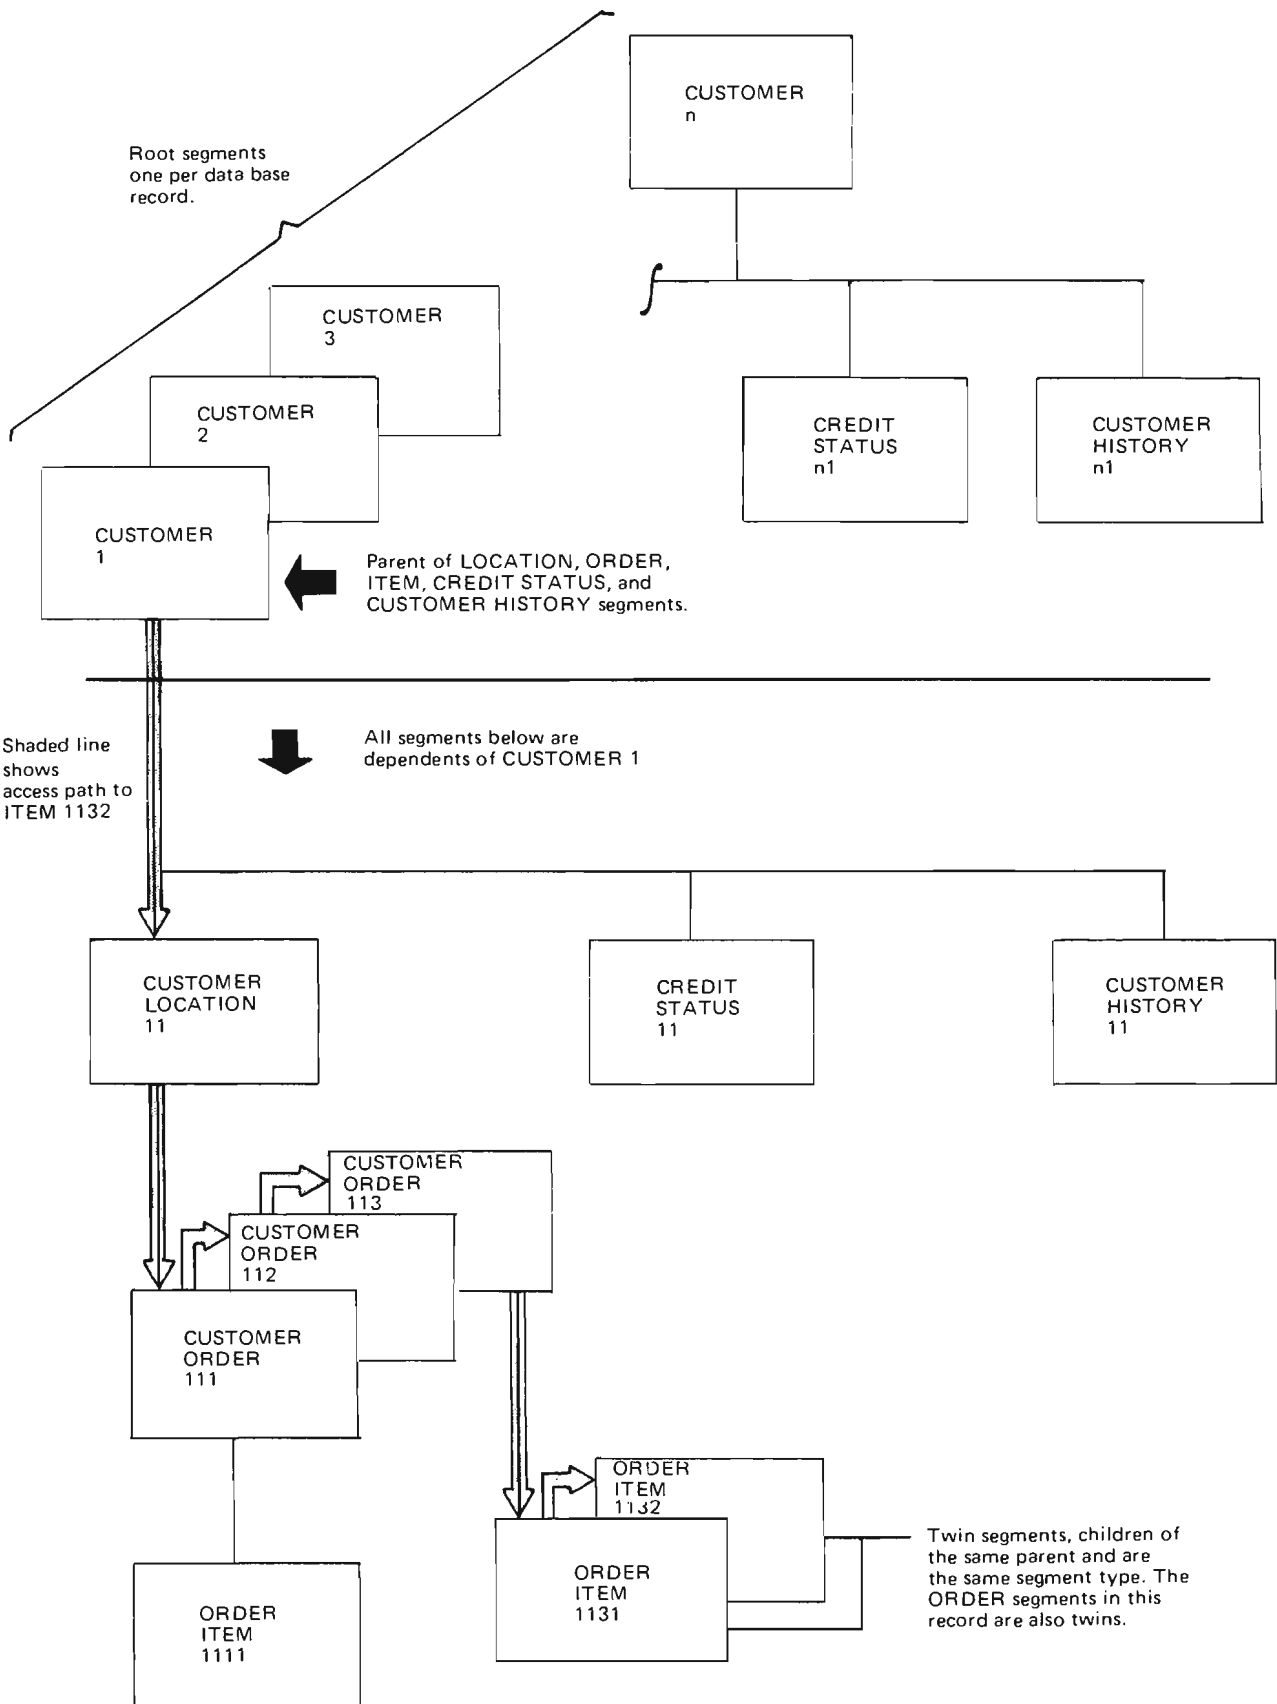 CUSTOMER
n
Root segments
one per data base
record.
CUSTOMER
3
CUSTOMER
2
CUSTOMER
1
CREDIT
STATUS
n1
CUSTOMER
HISTORY
n1
Parent of LOCATION, ORDER,
ITEM, CREDIT STATUS, and
CUSTOMER HISTORY segments.
Shaded line
shows
access path to
ITEM 1132
All segments below are
dependents of CUSTOMER 1
CUSTOMER
LOCATION
11
CREDIT
STATUS
11
CUSTOMER
HISTORY
11
CUSTOMER
ORDER
113
CUSTOMER
ORDER
112
CUSTOMER
ORDER
111
ORDER
ITEM
1132
ORDER
ITEM
1131
Twin segments, children of
the same parent and are
the same segment type. The
ORDER segments in this
record are also twins.
ORDER
ITEM
1111